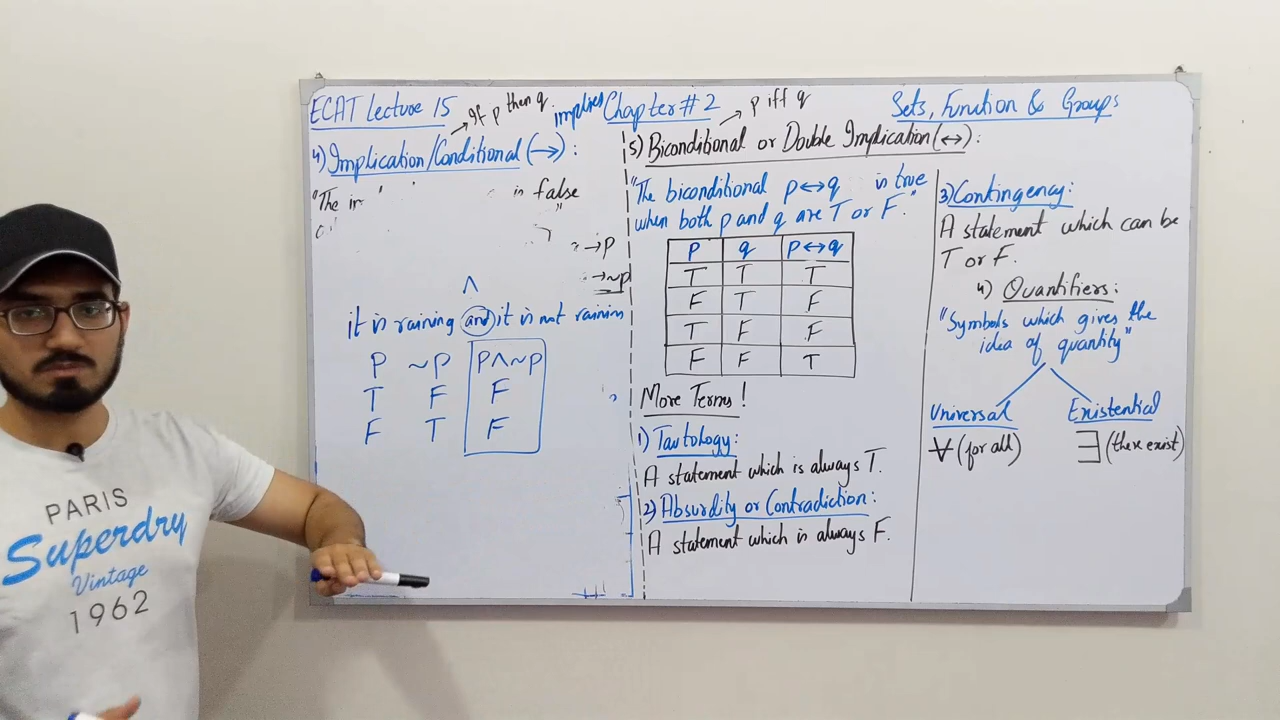 ECAT Lecture 15
→ If p then q
implies
Chapter # 2
→ p iff q
Sets, Function & Groups
4) Implication/Conditional (→):
"The
is false
"
→p
→~p
∧
it is raining and it is not raining
P ~P P∧~P
T F F
F T F
5) Biconditional or Double Implication (↔):
"The biconditional p↔q is true
when both p and q are T or F."
p q p↔q
T T T
F T F
T F F
F F T
More Terms!
1) Tautology:
A statement which is always T.
2) Absurdity or Contradiction:
A statement which is always F.
3) Contingency:
A statement which can be
T or F.
4) Quantifiers:
"Symbols which gives the
idea of quantity"
Universal Existential
∀ (for all) ∃ (there exist)
PARIS
Superdry
Vintage
1962